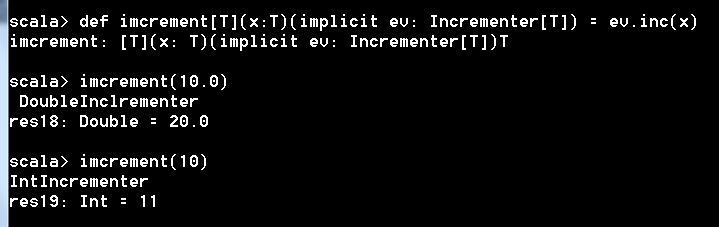 scala> def imcrement[T](x:T)(implicit ev: Incrementer[T]) = ev.inc(x)
imcrement: [T](x: T)(implicit ev: Incrementer[T])T
scala> imcrement(10.0)
DoubleInclrementer
res18: Double = 20.0
scala> imcrement(10)
IntIncrementer
res19: Int = 11